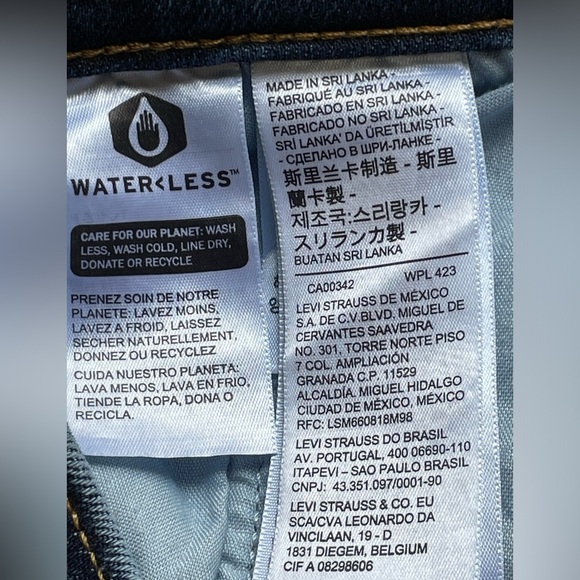 WATER<LESS™
CARE FOR OUR PLANET: WASH
LESS, WASH COLD, LINE DRY,
DONATE OR RECYCLE
PRENEZ SOIN DE NOTRE
PLANETE: LAVEZ MOINS,
LAVEZ A FROID, LAISSEZ
SECHER NATURELLEMENT,
DONNEZ OU RECYCLEZ
CUIDA NUESTRO PLANETA:
LAVA MENOS, LAVA EN FRIO,
TIENDE LA ROPA, DONA O
RECICLA.
MADE IN SRI LANKA -
FABRIQUÉ AU SRI LANKA -
FABRICADO EN SRI LANKA -
FABRICADO NO SRI LANKA -
SRİ LANKA' DA ÜRETİLMİŞTİR
- СДЕЛАНО В ШРИ-ЛАНКЕ -
斯里兰卡制造 - 斯里
蘭卡製 -
제조국: 스리랑카 -
スリランカ製 -
BUATAN SRI LANKA
CA00342 WPL 423
LEVI STRAUSS DE MÉXICO
S.A. DE C.V.BLVD. MIGUEL DE
CERVANTES SAAVEDRA
NO. 301, TORRE NORTE PISO
7 COL. AMPLIACIÓN
GRANADA C.P. 11529
ALCALDÍA. MIGUEL HIDALGO
CIUDAD DE MÉXICO, MÉXICO
RFC: LSM660818M98
LEVI STRAUSS DO BRASIL
AV. PORTUGAL, 400 06690-110
ITAPEVI – SAO PAULO BRASIL
CNPJ: 43.351.097/0001-90
LEVI STRAUSS & CO. EU
SCA/CVA LEONARDO DA
VINCILAAN, 19 - D
1831 DIEGEM, BELGIUM
CIF A 08298606